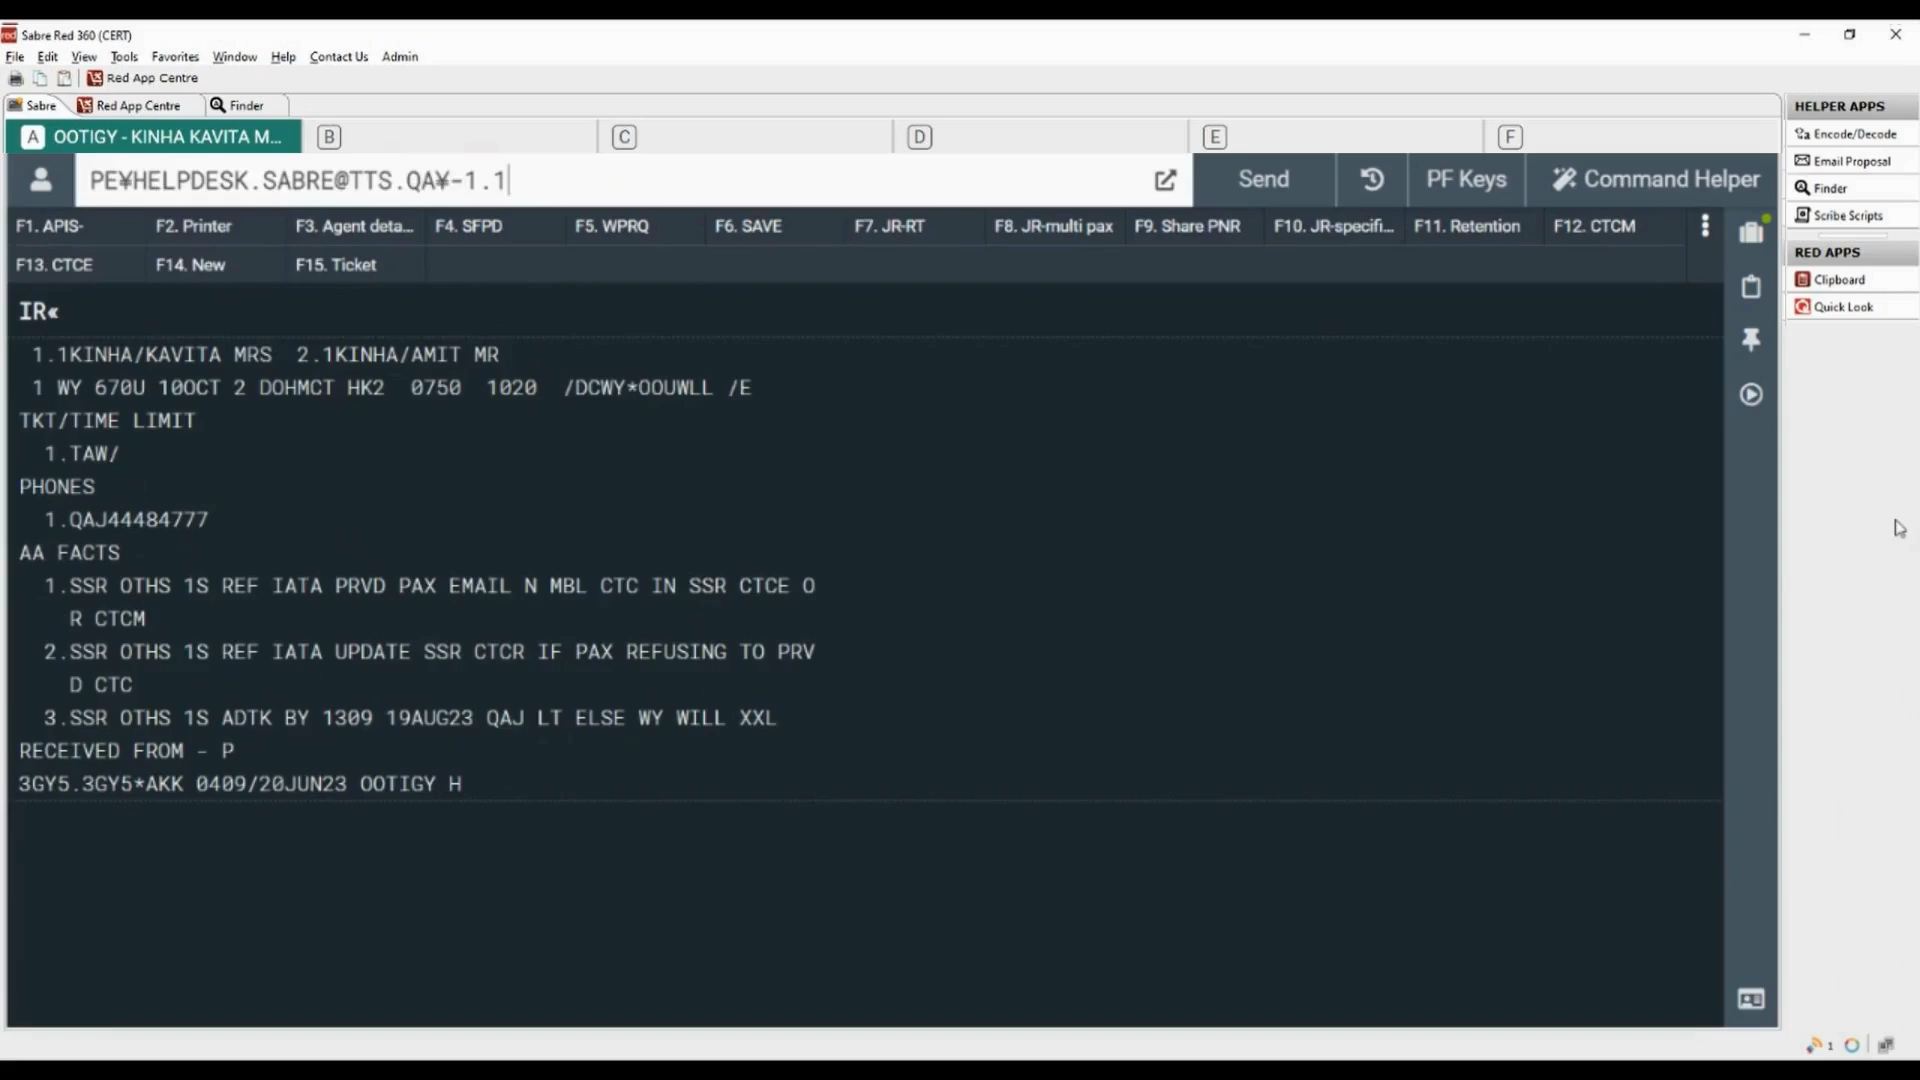 Sabre Red 360 (CERT)
File Edit View Tools Favorites Window Help Contact Us Admin
Red App Centre
Sabre Red App Centre Finder
A OOTIGY - KINHA KAVITA M... B C D E F
PE¥HELPDESK.SABRE@TTS.QA¥-1.1 Send PF Keys Command Helper
F1. APIS- F2. Printer F3. Agent deta... F4. SFPD F5. WPRQ F6. SAVE F7. JR-RT F8. JR-multi pax F9. Share PNR F10. JR-specifi... F11. Retention F12. CTCM
F13. CTCE F14. New F15. Ticket
IR«
1.1KINHA/KAVITA MRS 2.1KINHA/AMIT MR
1 WY 670U 10OCT 2 DOHMCT HK2 0750 1020 /DCWY*OOUWLL /E
TKT/TIME LIMIT
1.TAW/
PHONES
1.QAJ44484777
AA FACTS
1.SSR OTHS 1S REF IATA PRVD PAX EMAIL N MBL CTC IN SSR CTCE O
R CTCM
2.SSR OTHS 1S REF IATA UPDATE SSR CTCR IF PAX REFUSING TO PRV
D CTC
3.SSR OTHS 1S ADTK BY 1309 19AUG23 QAJ LT ELSE WY WILL XXL
RECEIVED FROM - P
3GY5.3GY5*AKK 0409/20JUN23 OOTIGY H
HELPER APPS
Encode/Decode
Email Proposal
Finder
Scribe Scripts
RED APPS
Clipboard
Quick Look
1